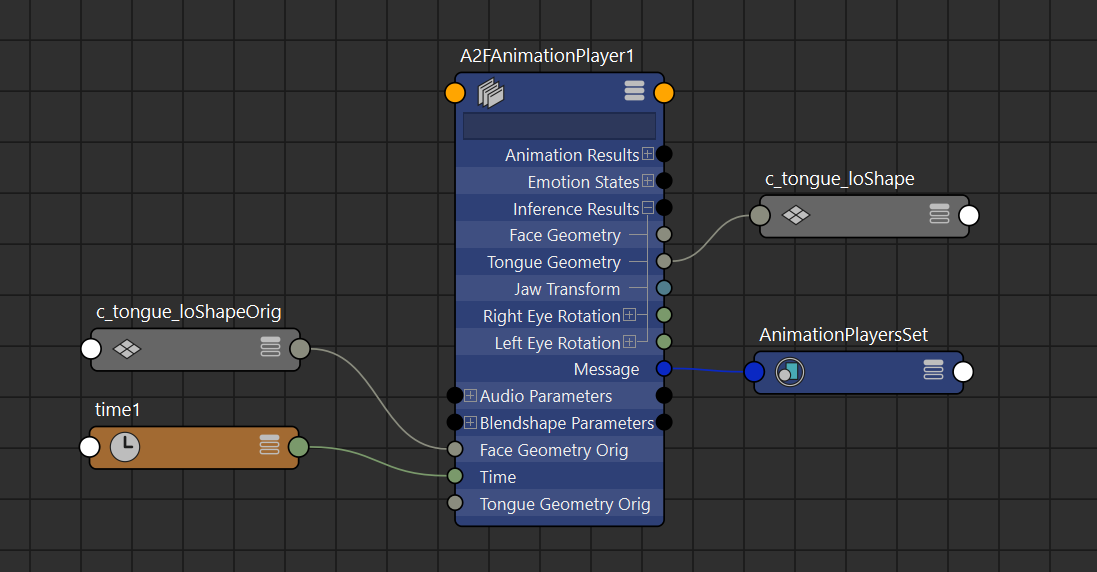 A2FAnimationPlayer1
Animation Results
Emotion States
c_tongue_loShape
Inference Results
Face Geometry
Tongue Geometry
Jaw Transform
c_tongue_loShapeOrig
Right Eye Rotation
AnimationPlayersSet
Left Eye Rotation
Message
Audio Parameters
time1
Blendshape Parameters
Face Geometry Orig
Time
Tongue Geometry Orig